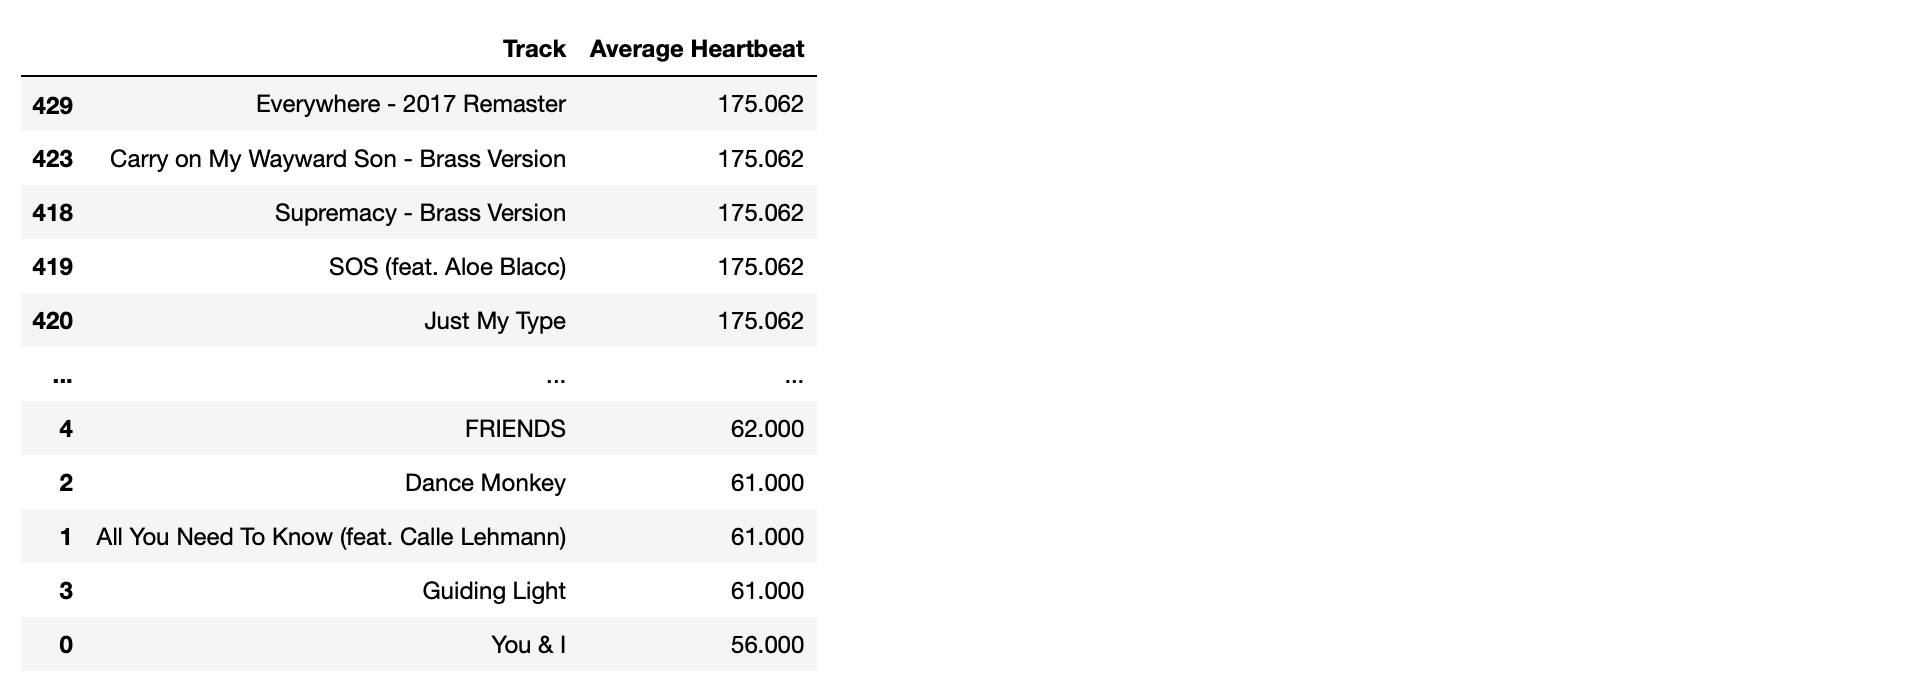 Track Average Heartbeat
429 Everywhere - 2017 Remaster 175.062
423 Carry on My Wayward Son - Brass Version 175.062
418 Supremacy - Brass Version 175.062
419 SOS (feat. Aloe Blacc) 175.062
420 Just My Type 175.062
... ... ...
4 FRIENDS 62.000
2 Dance Monkey 61.000
1 All You Need To Know (feat. Calle Lehmann) 61.000
3 Guiding Light 61.000
0 You & I 56.000